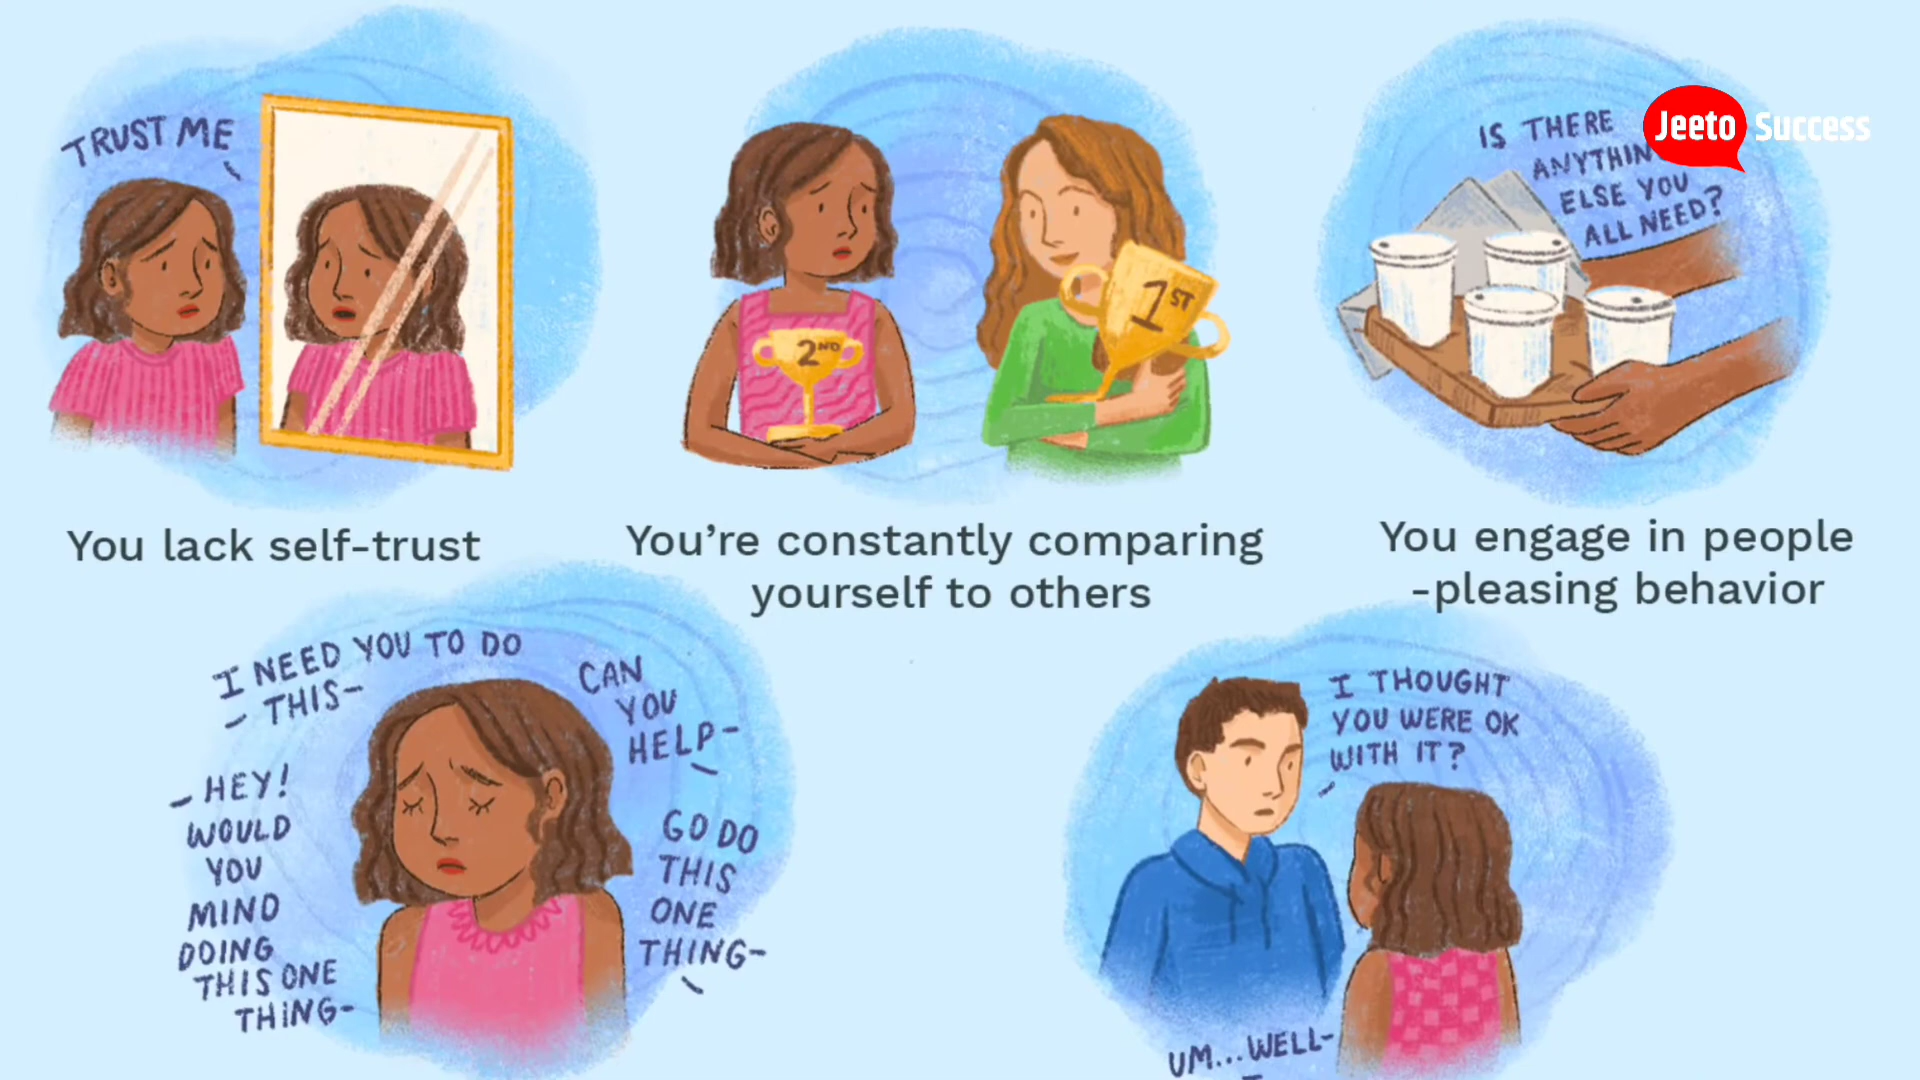 TRUST ME
2ND
1ST
IS THERE
ELSE YOU
ALL NEED?
Jeeto Success
You lack self-trust
You're constantly comparing
yourself to others
You engage in people
-pleasing behavior
I NEED YOU TO DO
- THIS-
CAN
YOU
HELP-
HEY!
WOULD
YOU
MIND
DOING
THIS ONE
THING-
GO DO
THIS
ONE
THING-
I THOUGHT
YOU WERE OK
WITH IT?
UM...WELL-